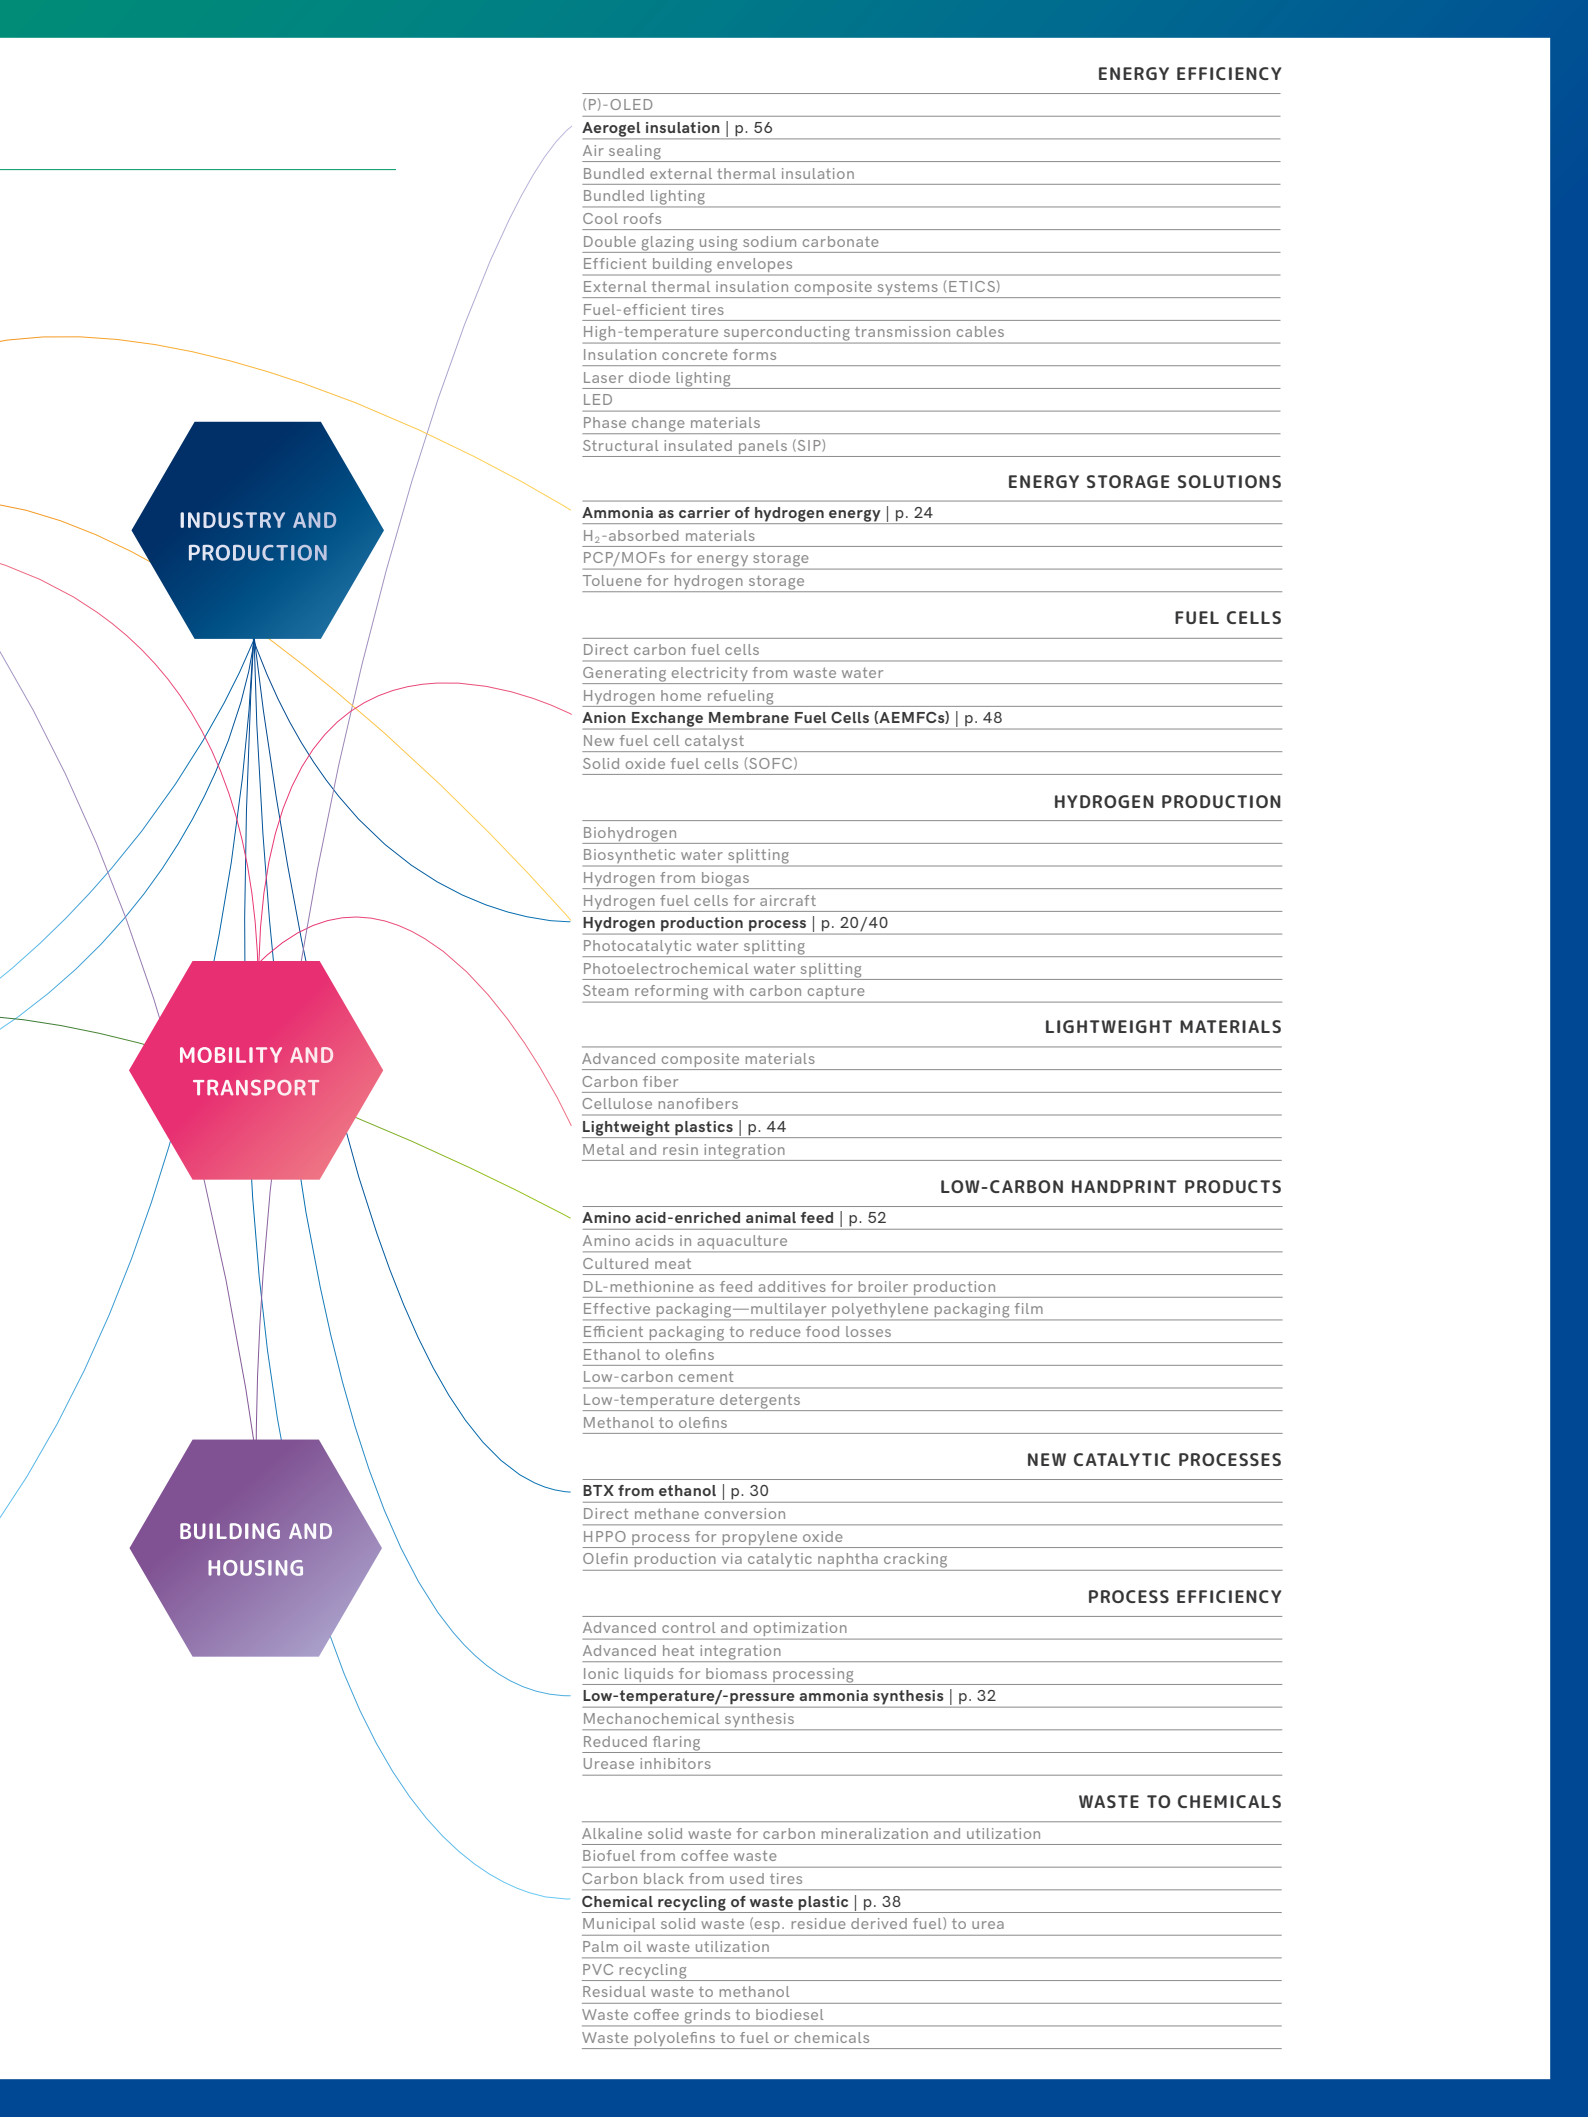 ENERGY EFFICIENCY
(P)-OLED
Aerogel insulation | p. 56
Air sealing
Bundled external thermal insulation
Bundled lighting
Cool roofs
Double glazing using sodium carbonate
Efficient building envelopes
External thermal insulation composite systems (ETICS)
Fuel-efficient tires
High-temperature superconducting transmission cables
Insulation concrete forms
Laser diode lighting
LED
Phase change materials
Structural insulated panels (SIP)
ENERGY STORAGE SOLUTIONS
Ammonia as carrier of hydrogen energy | p. 24
H₂-absorbed materials
PCP/MOFs for energy storage
Toluene for hydrogen storage
INDUSTRY AND
PRODUCTION
FUEL CELLS
Direct carbon fuel cells
Generating electricity from waste water
Hydrogen home refueling
Anion Exchange Membrane Fuel Cells (AEMFCs) | p. 48
New fuel cell catalyst
Solid oxide fuel cells (SOFC)
HYDROGEN PRODUCTION
Biohydrogen
Biosynthetic water splitting
Hydrogen from biogas
Hydrogen fuel cells for aircraft
Hydrogen production process | p. 20/40
Photocatalytic water splitting
Photoelectrochemical water splitting
Steam reforming with carbon capture
LIGHTWEIGHT MATERIALS
Advanced composite materials
Carbon fiber
Cellulose nanofibers
Lightweight plastics | p. 44
Metal and resin integration
MOBILITY AND
TRANSPORT
LOW-CARBON HANDPRINT PRODUCTS
Amino acid-enriched animal feed | p. 52
Amino acids in aquaculture
Cultured meat
DL-methionine as feed additives for broiler production
Effective packaging—multilayer polyethylene packaging film
Efficient packaging to reduce food losses
Ethanol to olefins
Low-carbon cement
Low-temperature detergents
Methanol to olefins
NEW CATALYTIC PROCESSES
BTX from ethanol | p. 30
Direct methane conversion
HPPO process for propylene oxide
Olefin production via catalytic naphtha cracking
BUILDING AND
HOUSING
PROCESS EFFICIENCY
Advanced control and optimization
Advanced heat integration
Ionic liquids for biomass processing
Low-temperature/-pressure ammonia synthesis | p. 32
Mechanochemical synthesis
Reduced flaring
Urease inhibitors
WASTE TO CHEMICALS
Alkaline solid waste for carbon mineralization and utilization
Biofuel from coffee waste
Carbon black from used tires
Chemical recycling of waste plastic | p. 38
Municipal solid waste (esp. residue derived fuel) to urea
Palm oil waste utilization
PVC recycling
Residual waste to methanol
Waste coffee grinds to biodiesel
Waste polyolefins to fuel or chemicals